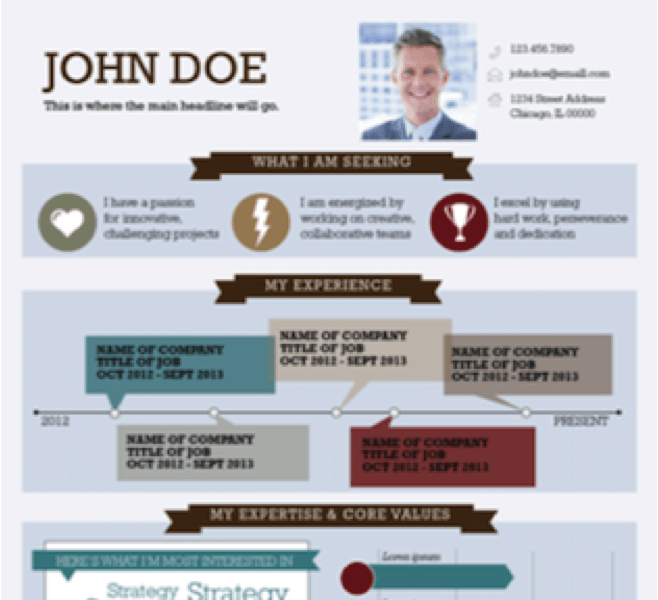 JOHN DOE
This is where the main headline will go.
123.456.7890
johndoe@email.com
1234 Street Address
Chicago, IL 00000
WHAT I AM SEEKING
I have a passion
for innovative,
challenging projects
I am energized by
working on creative,
collaborative teams
I excel by using
hard work, perseverance
and dedication
MY EXPERIENCE
NAME OF COMPANY
TITLE OF JOB
OCT 2012 - SEPT 2013
NAME OF COMPANY
TITLE OF JOB
OCT 2012 - SEPT 2013
NAME OF COMPANY
TITLE OF JOB
OCT 2012 - SEPT 2013
2012
PRESENT
NAME OF COMPANY
TITLE OF JOB
OCT 2012 - SEPT 2013
NAME OF COMPANY
TITLE OF JOB
OCT 2012 - SEPT 2013
MY EXPERTISE & CORE VALUES
HERE'S WHAT I'M MOST INTERESTED IN
Lorem ipsum
Strategy Strategy